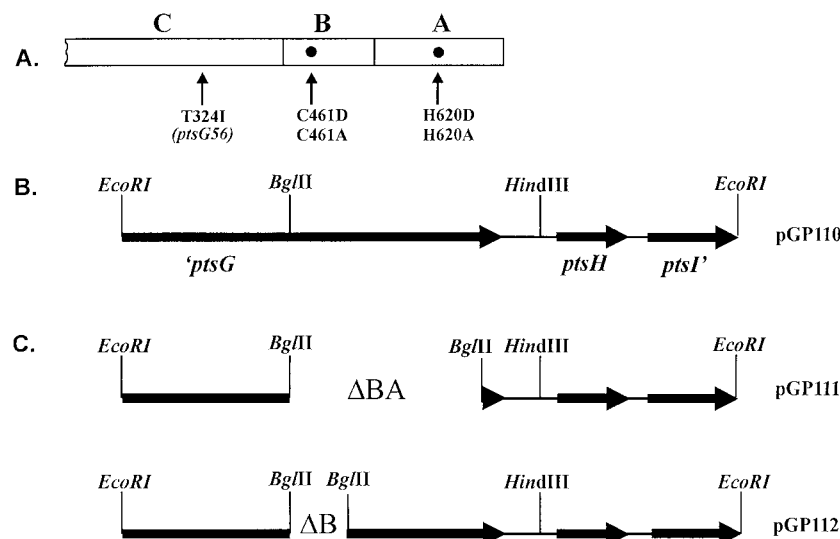 C B A
A.
T324I C461D H620D
(ptsG56) C461A H620A
B.
EcoRI BglII HindIII EcoRI
pGP110
'ptsG ptsH ptsI'
C.
EcoRI BglII BglII HindIII EcoRI
ΔBA pGP111
EcoRI BglII BglII HindIII EcoRI
ΔB pGP112